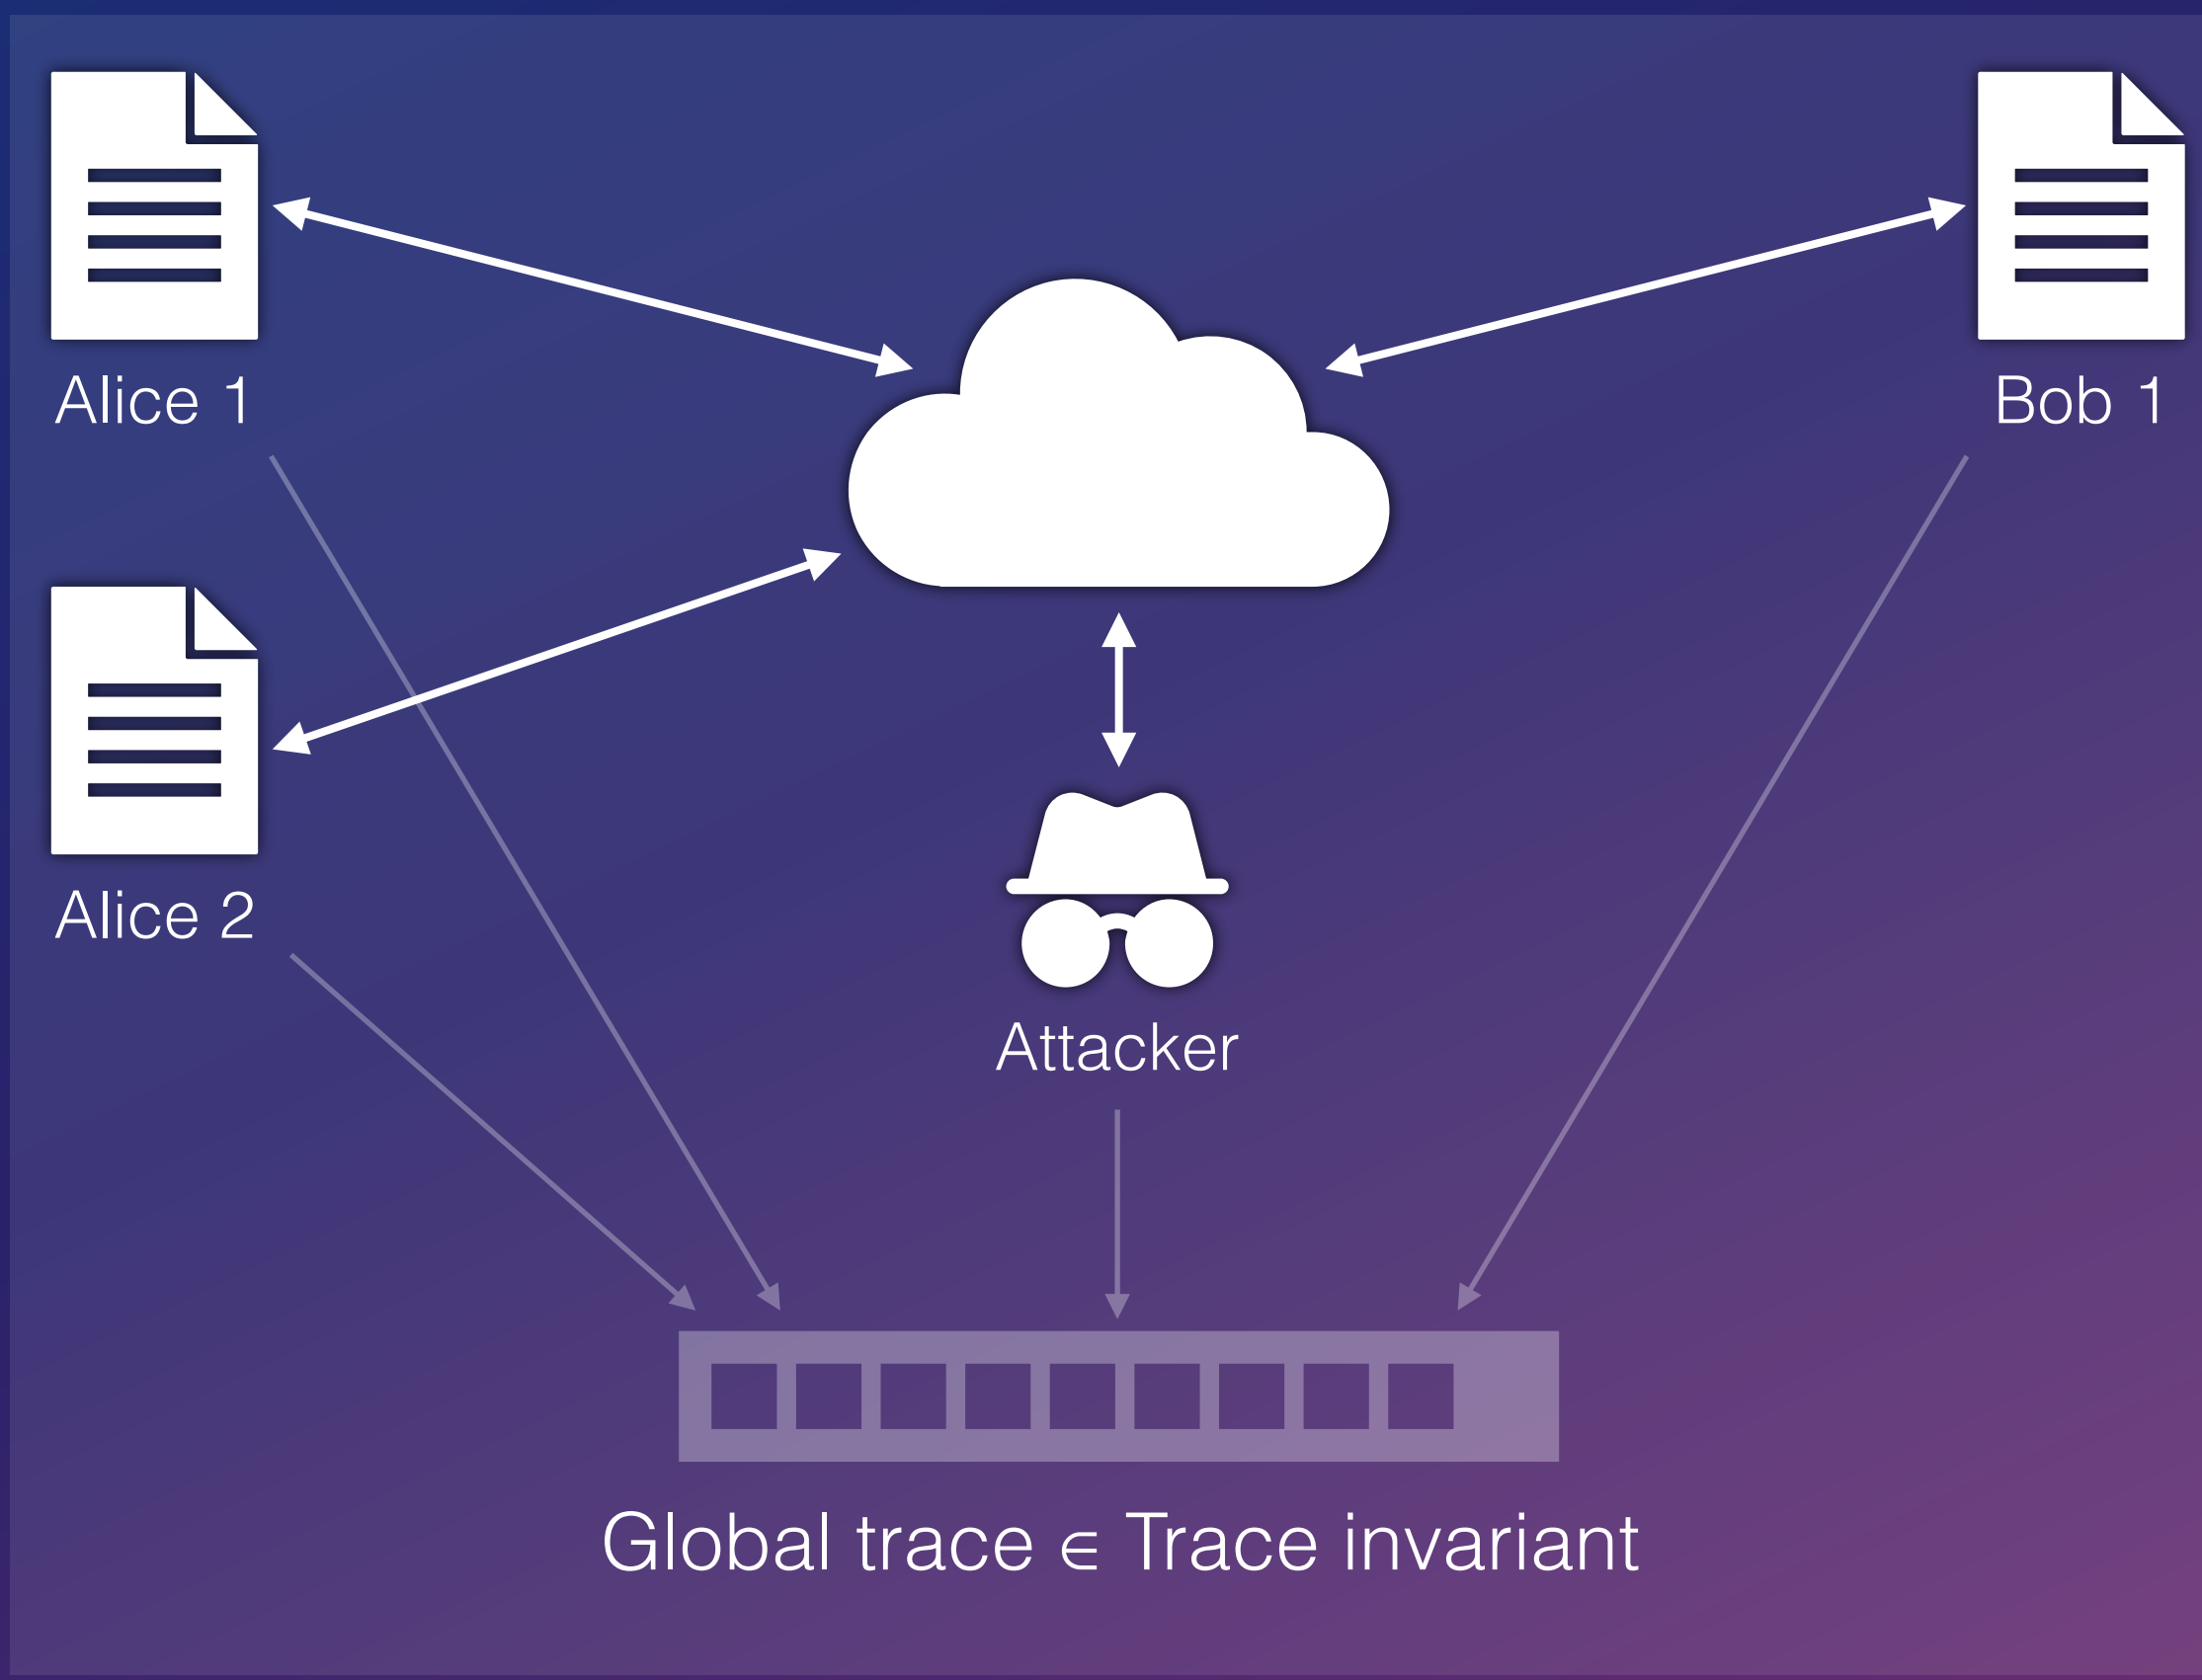 Alice 1
Bob 1
Alice 2
Attacker
Global trace ∈ Trace invariant